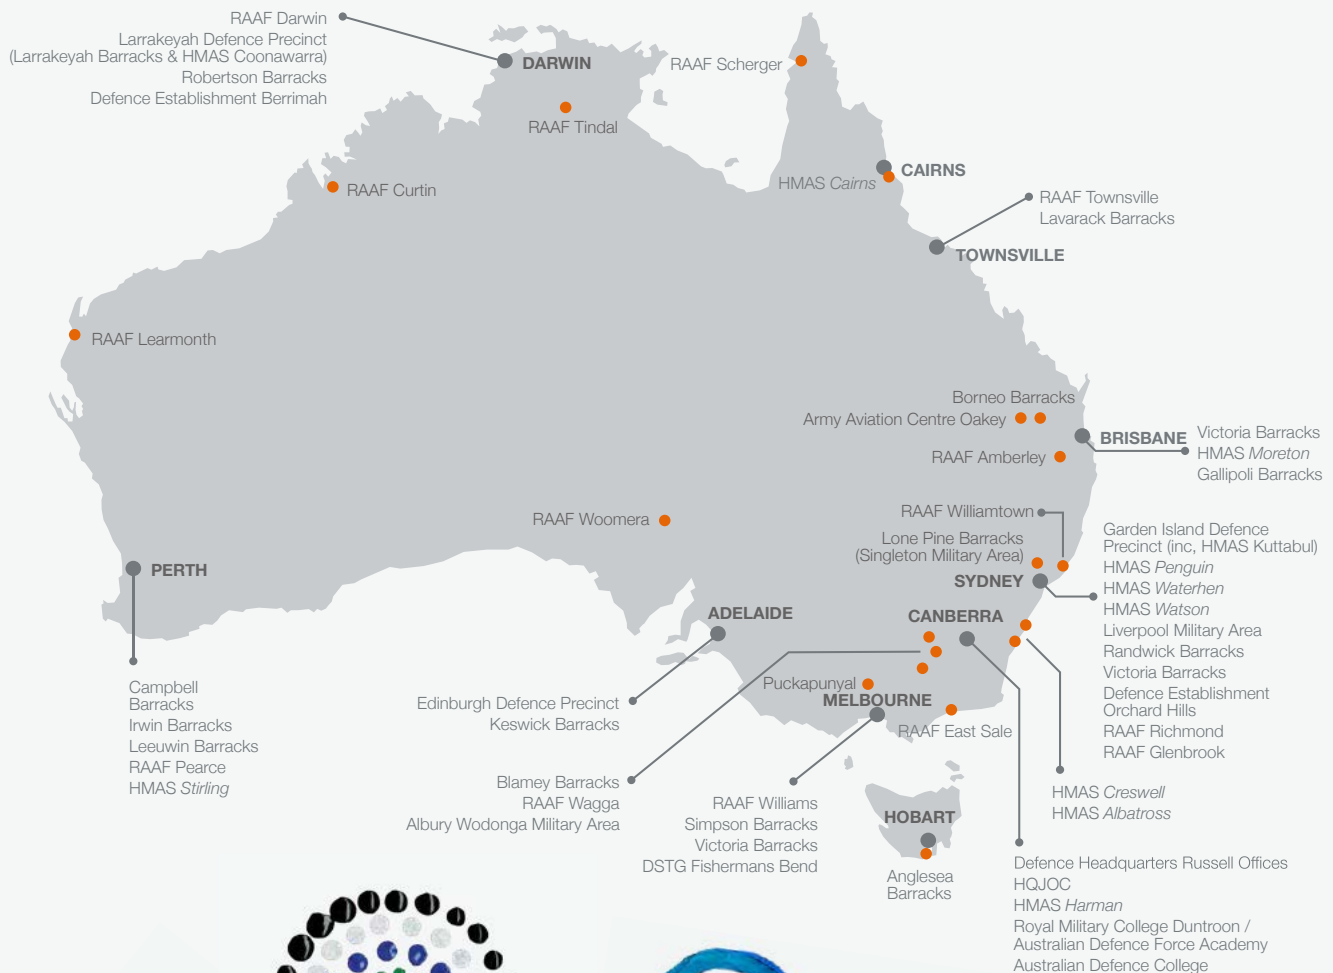 RAAF Darwin
Larrakeyah Defence Precinct
(Larrakeyah Barracks & HMAS Coonawarra)
Robertson Barracks
Defence Establishment Berrimah
DARWIN
RAAF Scherger
RAAF Tindal
RAAF Curtin
CAIRNS
HMAS Cairns
RAAF Townsville
Lavarack Barracks
TOWNSVILLE
RAAF Learmonth
Borneo Barracks
Army Aviation Centre Oakey
BRISBANE
Victoria Barracks
HMAS Moreton
Gallipoli Barracks
RAAF Amberley
RAAF Woomera
RAAF Williamtown
Lone Pine Barracks
(Singleton Military Area)
SYDNEY
Garden Island Defence
Precinct (inc, HMAS Kuttabul)
HMAS Penguin
HMAS Waterhen
HMAS Watson
Liverpool Military Area
Randwick Barracks
Victoria Barracks
Defence Establishment
Orchard Hills
RAAF Richmond
RAAF Glenbrook
PERTH
Campbell
Barracks
Irwin Barracks
Leeuwin Barracks
RAAF Pearce
HMAS Stirling
ADELAIDE
Edinburgh Defence Precinct
Keswick Barracks
CANBERRA
Puckapunyal
MELBOURNE
RAAF East Sale
Blamey Barracks
RAAF Wagga
Albury Wodonga Military Area
RAAF Williams
Simpson Barracks
Victoria Barracks
DSTG Fishermans Bend
HMAS Creswell
HMAS Albatross
HOBART
Anglesea
Barracks
Defence Headquarters Russell Offices
HQJOC
HMAS Harman
Royal Military College Duntroon /
Australian Defence Force Academy
Australian Defence College